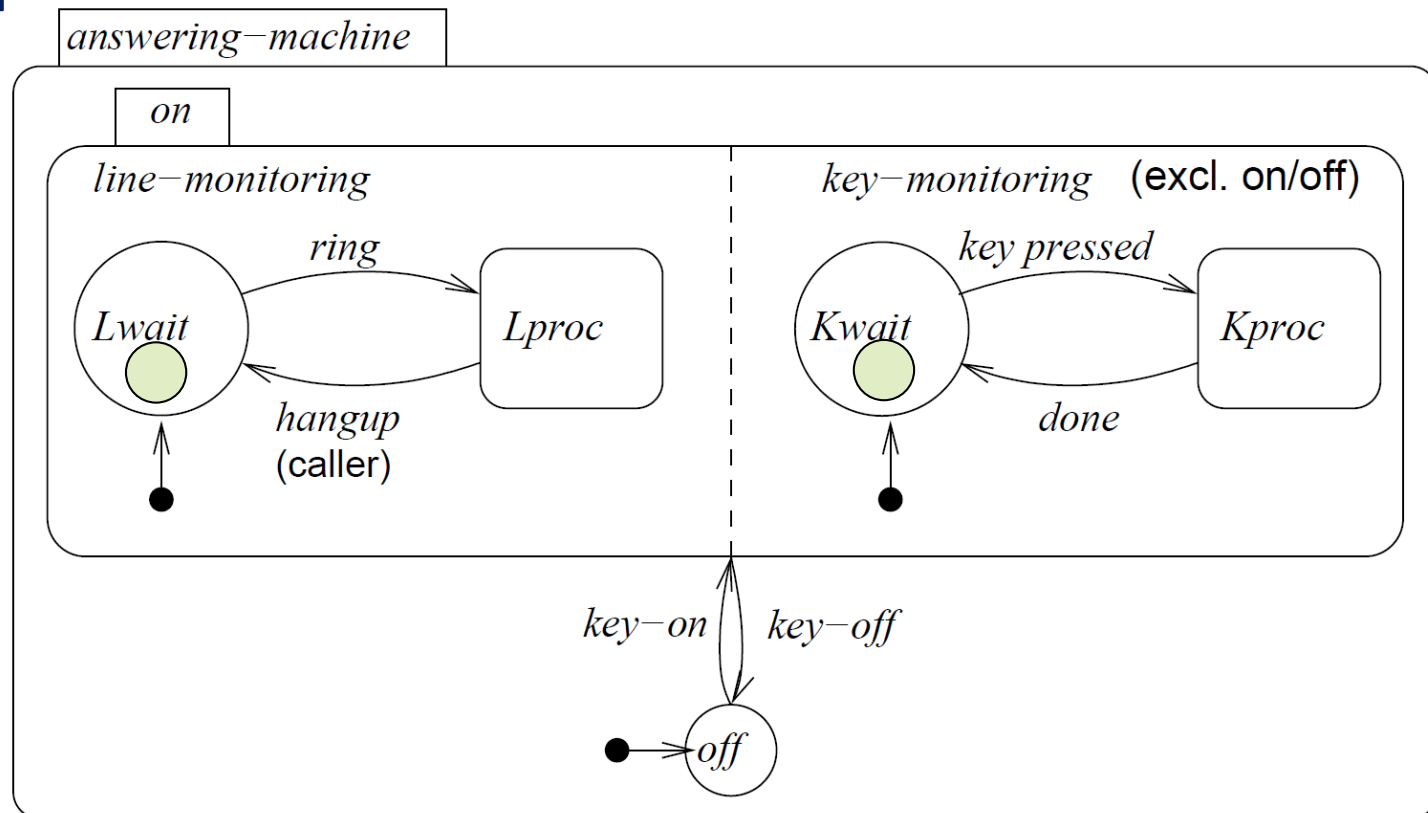 answering−machine
on
line−monitoring
key−monitoring (excl. on/off)
ring
key pressed
Lwait
Lproc
Kwait
Kproc
hangup
(caller)
done
key−on
key−off
off